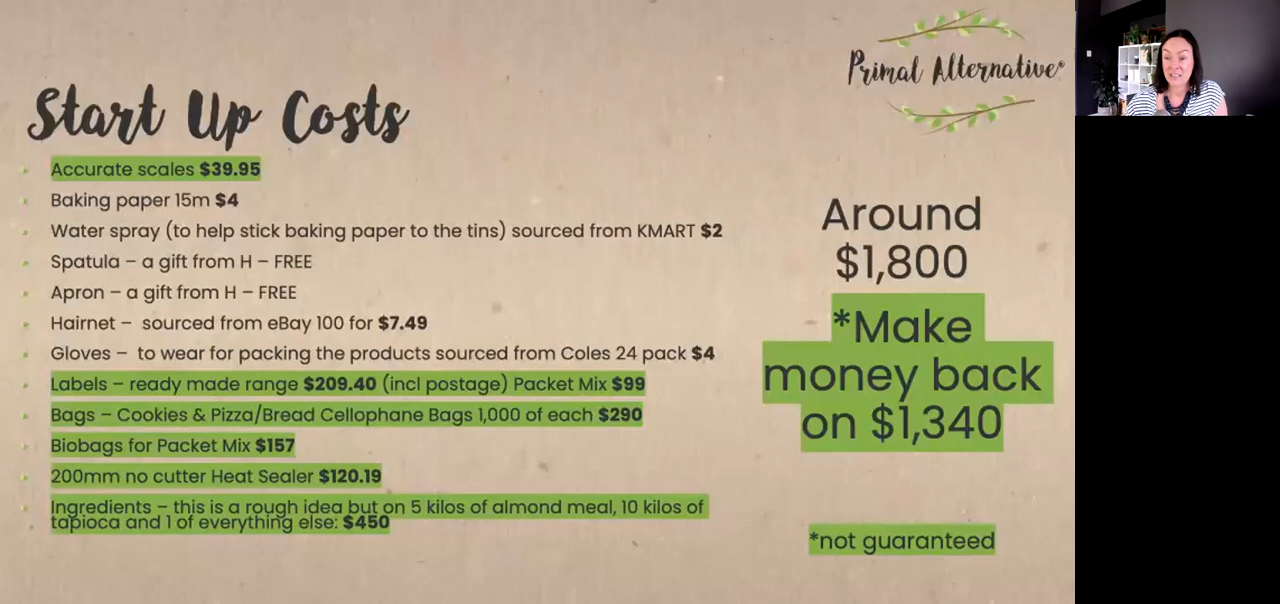 Primal Alternative®
Start Up Costs
Accurate scales $39.95
Baking paper 15m $4
Water spray (to help stick baking paper to the tins) sourced from KMART $2
Spatula – a gift from H – FREE
Apron – a gift from H – FREE
Hairnet –  sourced from eBay 100 for $7.49
Gloves –  to wear for packing the products sourced from Coles 24 pack $4
Labels – ready made range $209.40 (incl postage) Packet Mix $99
Bags – Cookies & Pizza/Bread Cellophane Bags 1,000 of each $290
Biobags for Packet Mix $157
200mm no cutter Heat Sealer $120.19
Ingredients – this is a rough idea but on 5 kilos of almond meal, 10 kilos of
tapioca and 1 of everything else: $450
Around
$1,800
*Make
money back
on $1,340
*not guaranteed